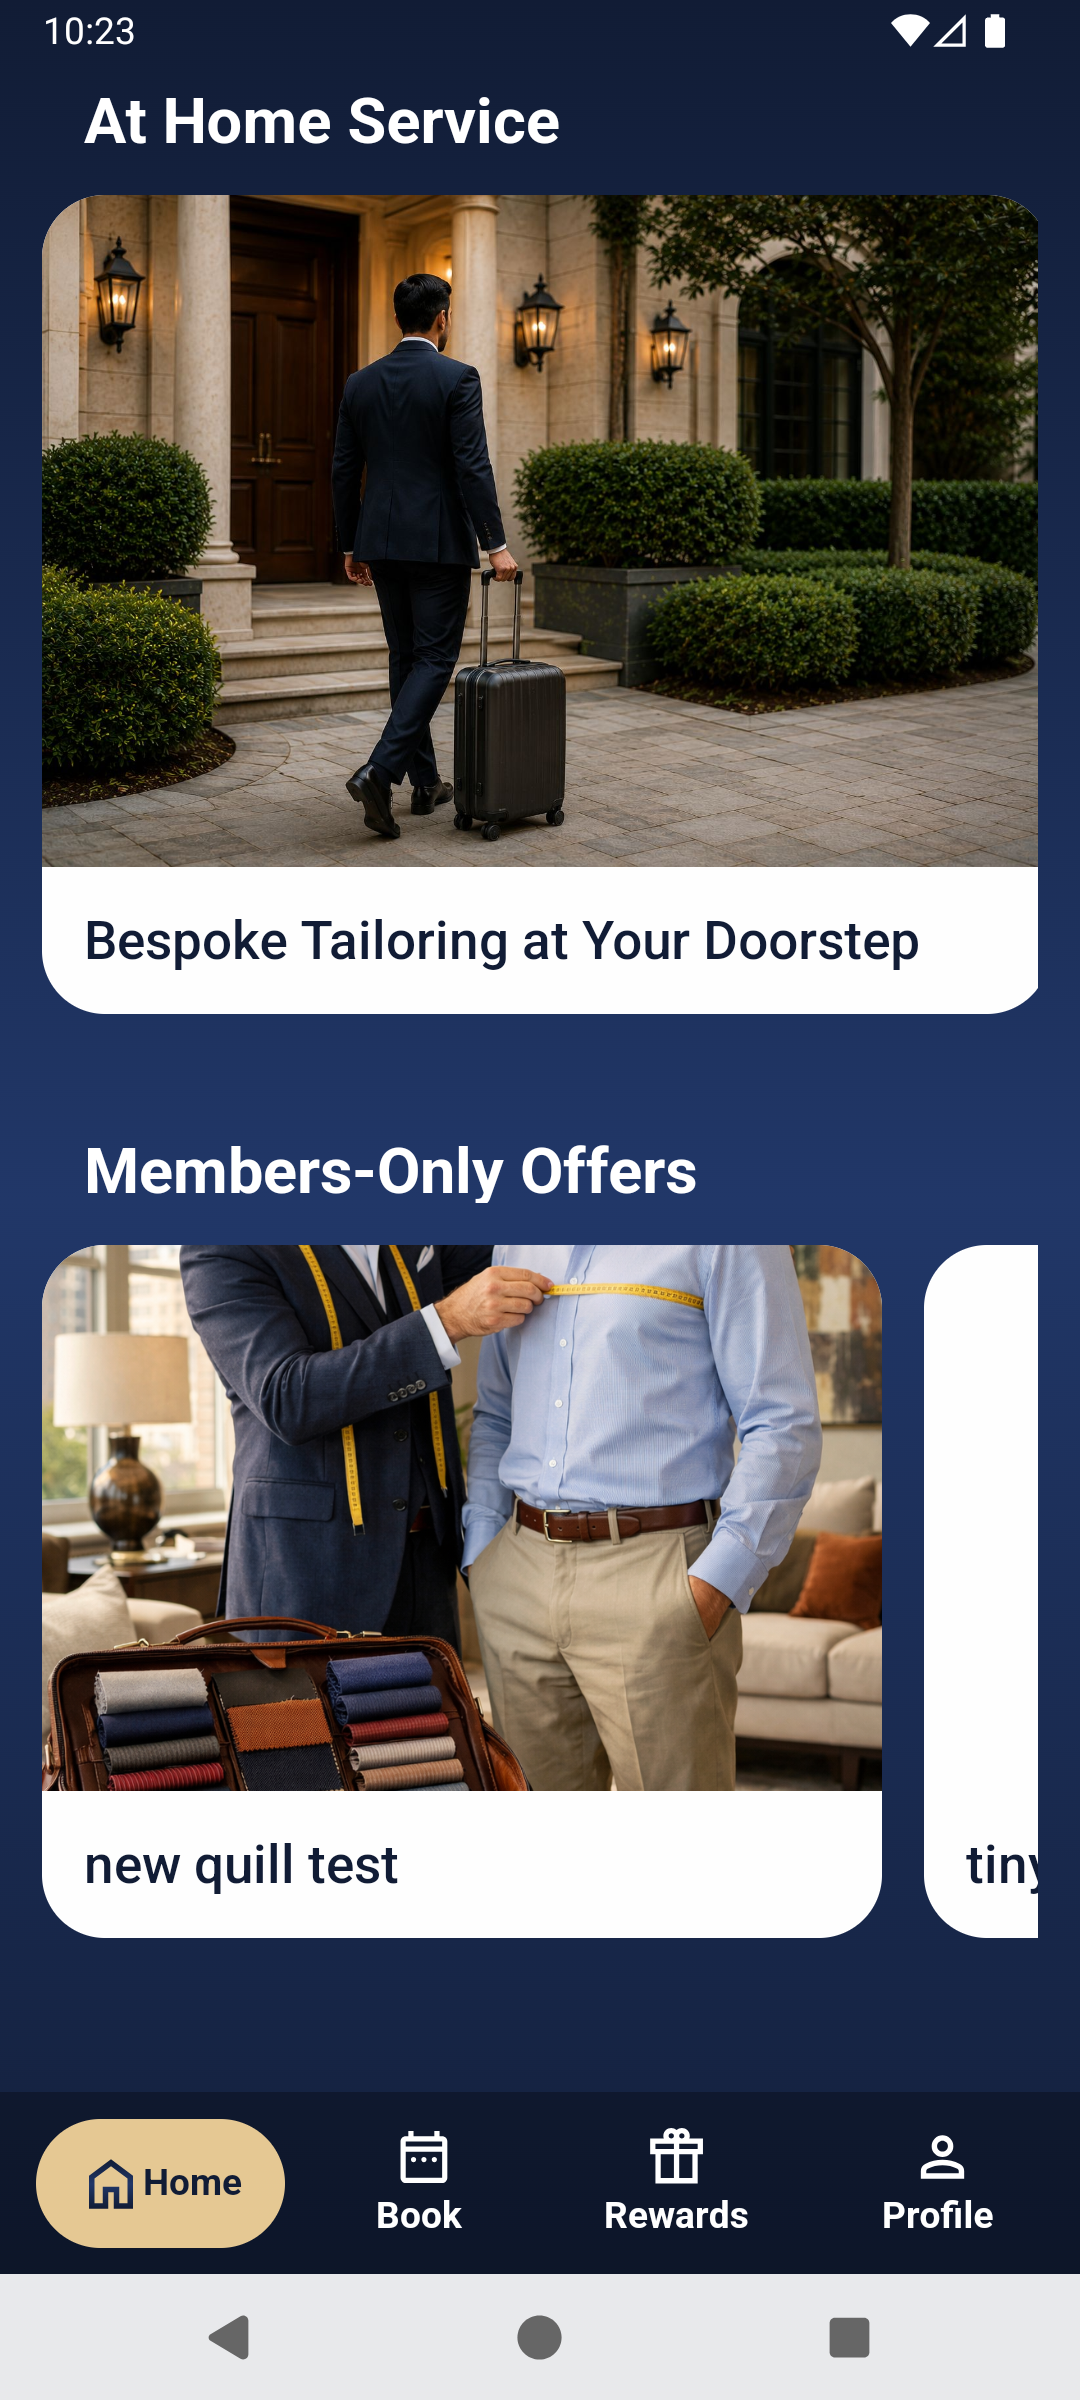 10:23
At Home Service
Bespoke Tailoring at Your Doorstep
Members-Only Offers
new quill test
tiny
Home
Book
Rewards
Profile